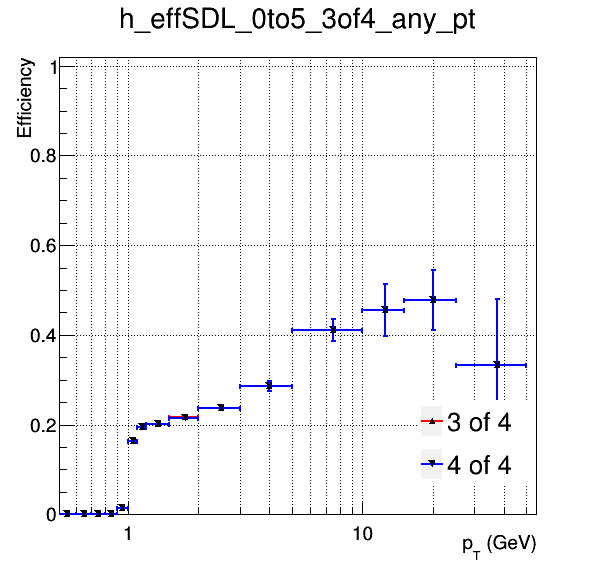 h_effSDL_0to5_3of4_any_pt
Efficiency
1
0.8
0.6
0.4
0.2
0
3 of 4
4 of 4
1
10
p_T (GeV)